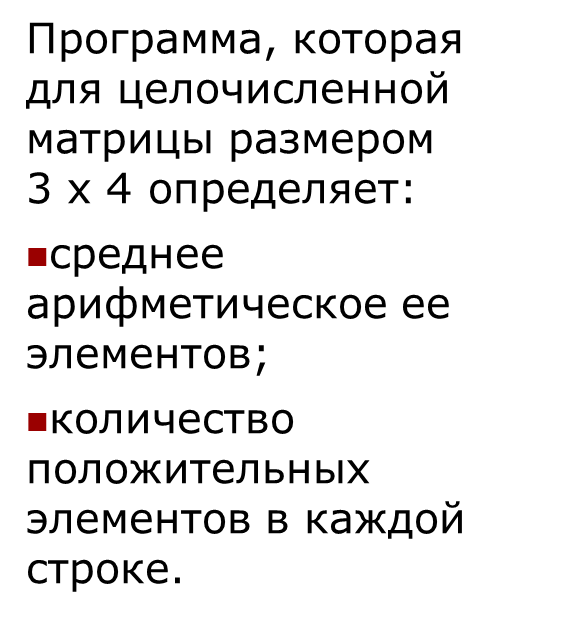 Программа, которая
для целочисленной
матрицы размером
3 x 4 определяет:
■среднее
арифметическое ее
элементов;
■количество
положительных
элементов в каждой
строке.